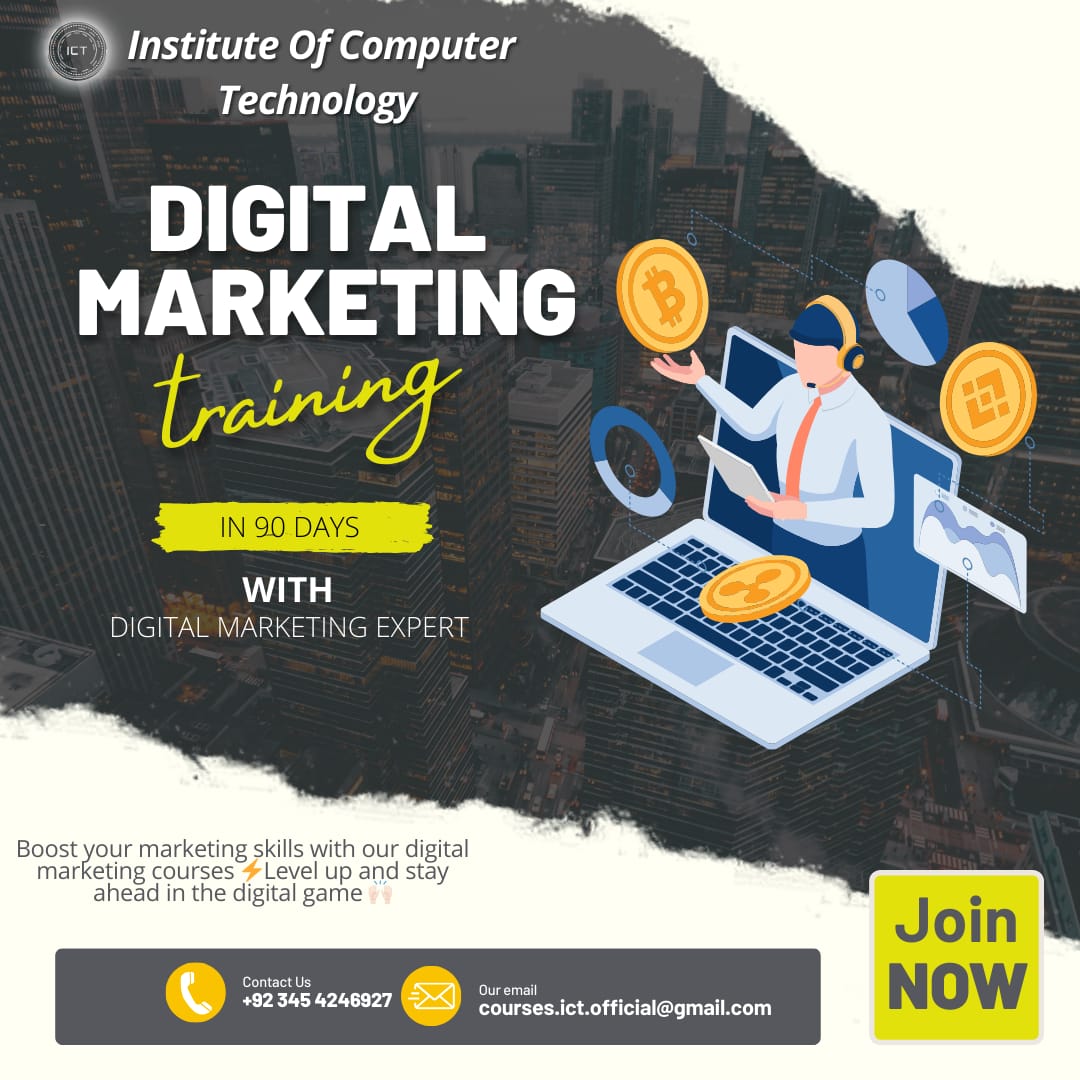 ICT
Institute Of Computer
Technology
DIGITAL
MARKETING
training
IN 90 DAYS
WITH
DIGITAL MARKETING EXPERT
Boost your marketing skills with our digital
marketing courses ⚡Level up and stay
ahead in the digital game 🙌🏻
Contact Us
+92 345 4246927
Our email
courses.ict.official@gmail.com
Join
NOW